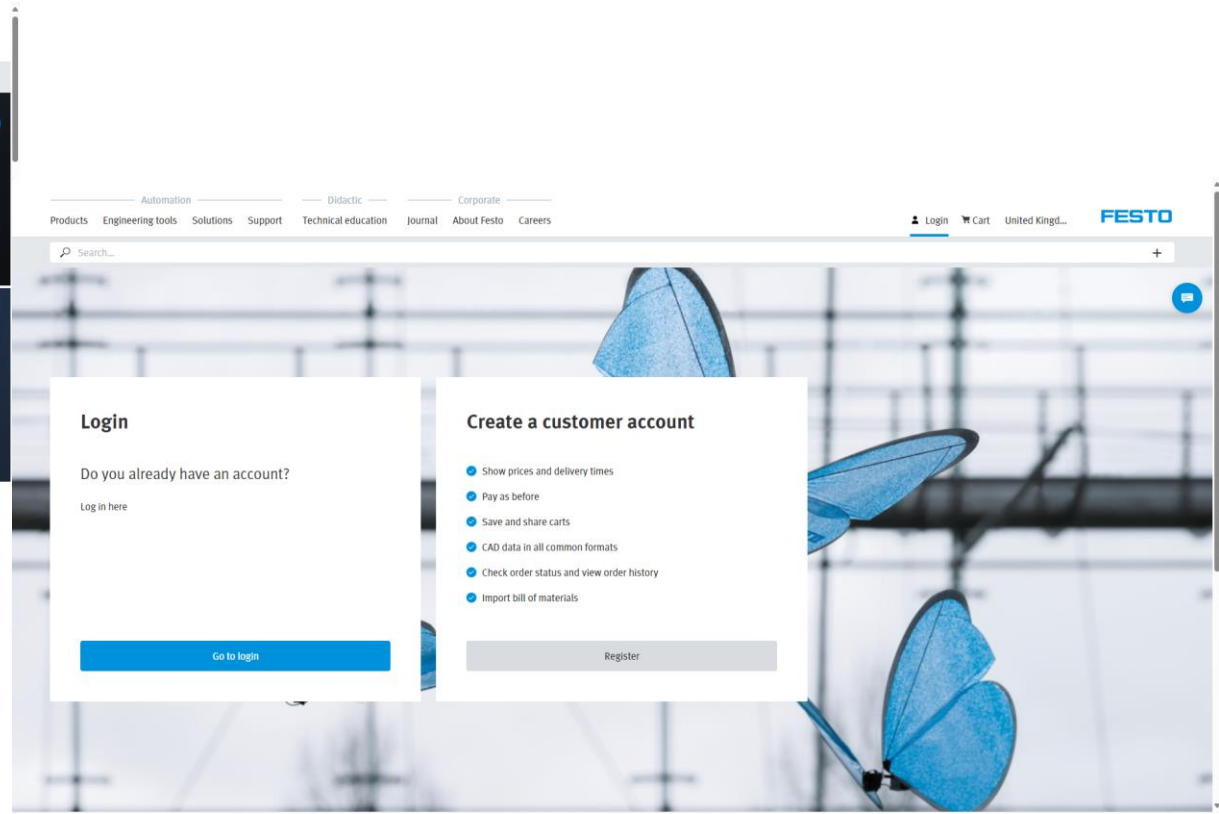 Automation Didactic Corporate
Products Engineering tools Solutions Support Technical education Journal About Festo Careers Login Cart United Kingd... FESTO
Search...
Login
Do you already have an account?
Log in here
Go to login
Create a customer account
Show prices and delivery times
Pay as before
Save and share carts
CAD data in all common formats
Check order status and view order history
Import bill of materials
Register